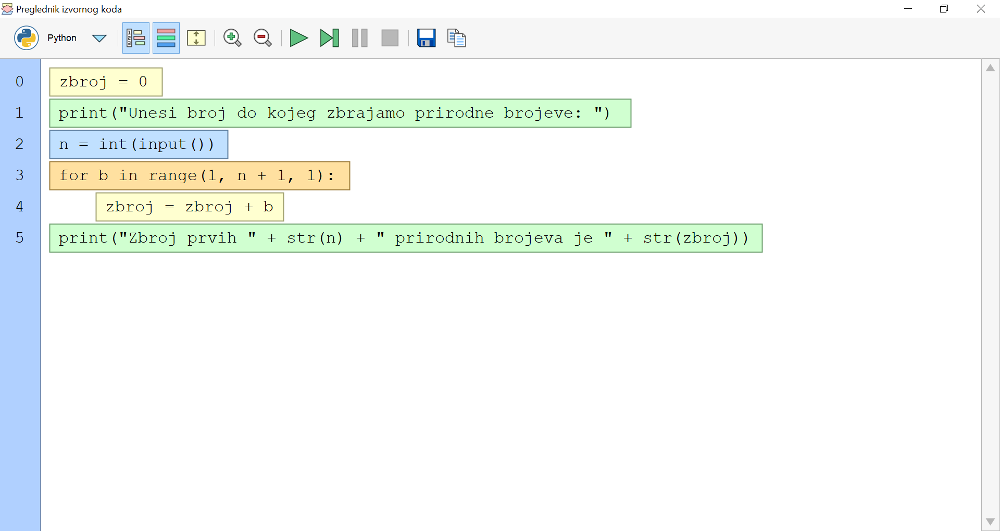 Preglednik izvornog koda
Python
0 zbroj = 0
1 print("Unesi broj do kojeg zbrajamo prirodne brojeve: ")
2 n = int(input())
3 for b in range(1, n + 1, 1):
4 zbroj = zbroj + b
5 print("Zbroj prvih " + str(n) + " prirodnih brojeva je " + str(zbroj))